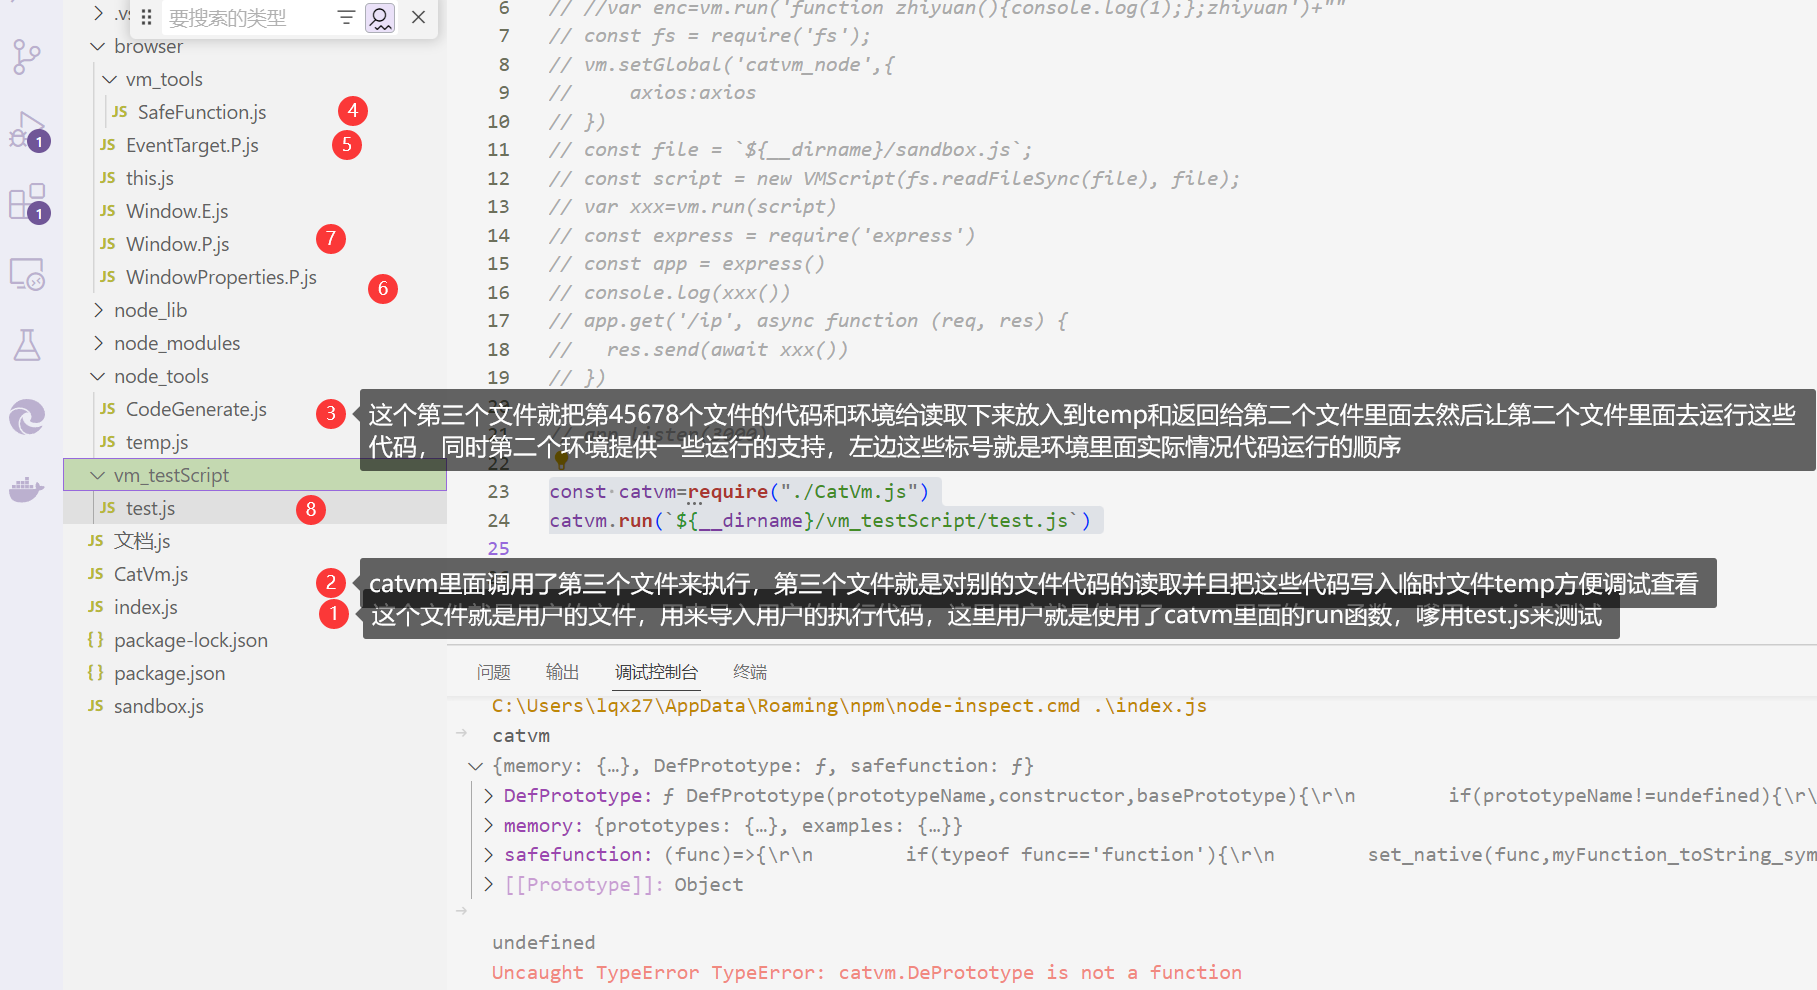 .vs
要搜索的类型
browser
vm_tools
JS SafeFunction.js
4
JS EventTarget.P.js
5
JS this.js
JS Window.E.js
JS Window.P.js
7
JS WindowProperties.P.js
6
node_lib
node_modules
node_tools
JS CodeGenerate.js
3
JS temp.js
vm_testScript
JS test.js
8
JS 文档.js
JS CatVm.js
2
JS index.js
1
{} package-lock.json
{} package.json
JS sandbox.js
1
1
6 // //var enc=vm.run('function zhiyuan(){console.log(1);};zhiyuan')+""
7 // const fs = require('fs');
8 // vm.setGlobal('catvm_node',{
9 //     axios:axios
10 // })
11 // const file = `${__dirname}/sandbox.js`;
12 // const script = new VMScript(fs.readFileSync(file), file);
13 // var xxx=vm.run(script)
14 // const express = require('express')
15 // const app = express()
16 // console.log(xxx())
17 // app.get('/ip', async function (req, res) {
18 //   res.send(await xxx())
19 // })
这个第三个文件就把第45678个文件的代码和环境给读取下来放入到temp和返回给第二个文件里面去然后让第二个文件里面去运行这些
代码，同时第二个环境提供一些运行的支持，左边这些标号就是环境里面实际情况代码运行的顺序
20
21 // app.listen(3000)
22
23 const catvm=require("./CatVm.js")
24 catvm.run(`${__dirname}/vm_testScript/test.js`)
25
catvm里面调用了第三个文件来执行，第三个文件就是对别的文件代码的读取并且把这些代码写入临时文件temp方便调试查看
这个文件就是用户的文件，用来导入用户的执行代码，这里用户就是使用了catvm里面的run函数，嗲用test.js来测试
问题 输出 调试控制台 终端
C:\Users\lqx27\AppData\Roaming\npm\node-inspect.cmd .\index.js
catvm
{memory: {…}, DefPrototype: ƒ, safefunction: ƒ}
DefPrototype: ƒ DefPrototype(prototypeName,constructor,basePrototype){\r\n        if(prototypeName!=undefined){\r\
memory: {prototypes: {…}, examples: {…}}
safefunction: (func)=>{\r\n        if(typeof func=='function'){\r\n        set_native(func,myFunction_toString_sym
[[Prototype]]: Object
undefined
Uncaught TypeError TypeError: catvm.DePrototype is not a function